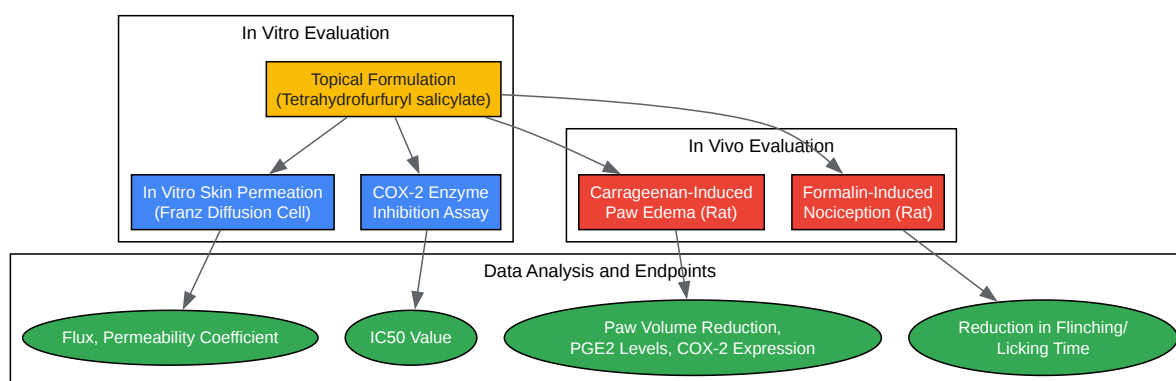 In Vitro Evaluation
Topical Formulation
(Tetrahydrofurfuryl salicylate)
In Vivo Evaluation
In Vitro Skin Permeation
(Franz Diffusion Cell)
COX-2 Enzyme
Inhibition Assay
Carrageenan-Induced
Paw Edema (Rat)
Formalin-Induced
Nociception (Rat)
Data Analysis and Endpoints
Flux, Permeability Coefficient
IC50 Value
Paw Volume Reduction,
PGE2 Levels, COX-2 Expression
Reduction in Flinching/
Licking Time